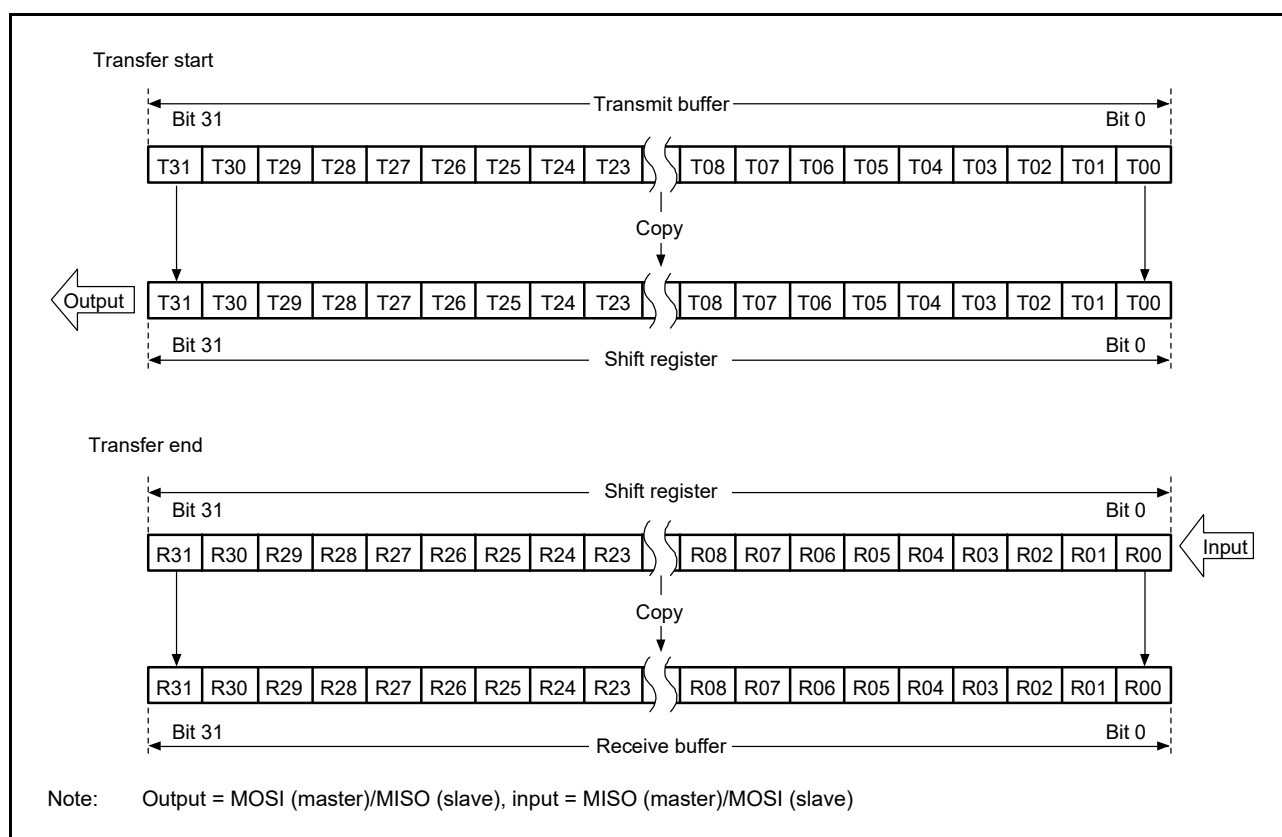 Transfer start
Transmit buffer
Bit 31 Bit 0
T31 T30 T29 T28 T27 T26 T25 T24 T23 T08 T07 T06 T05 T04 T03 T02 T01 T00
Copy
Output T31 T30 T29 T28 T27 T26 T25 T24 T23 T08 T07 T06 T05 T04 T03 T02 T01 T00
Bit 31 Bit 0
Shift register
Transfer end
Shift register
Bit 31 Bit 0
R31 R30 R29 R28 R27 R26 R25 R24 R23 R08 R07 R06 R05 R04 R03 R02 R01 R00 Input
Copy
R31 R30 R29 R28 R27 R26 R25 R24 R23 R08 R07 R06 R05 R04 R03 R02 R01 R00
Bit 31 Bit 0
Receive buffer
Note: Output = MOSI (master)/MISO (slave), input = MISO (master)/MOSI (slave)